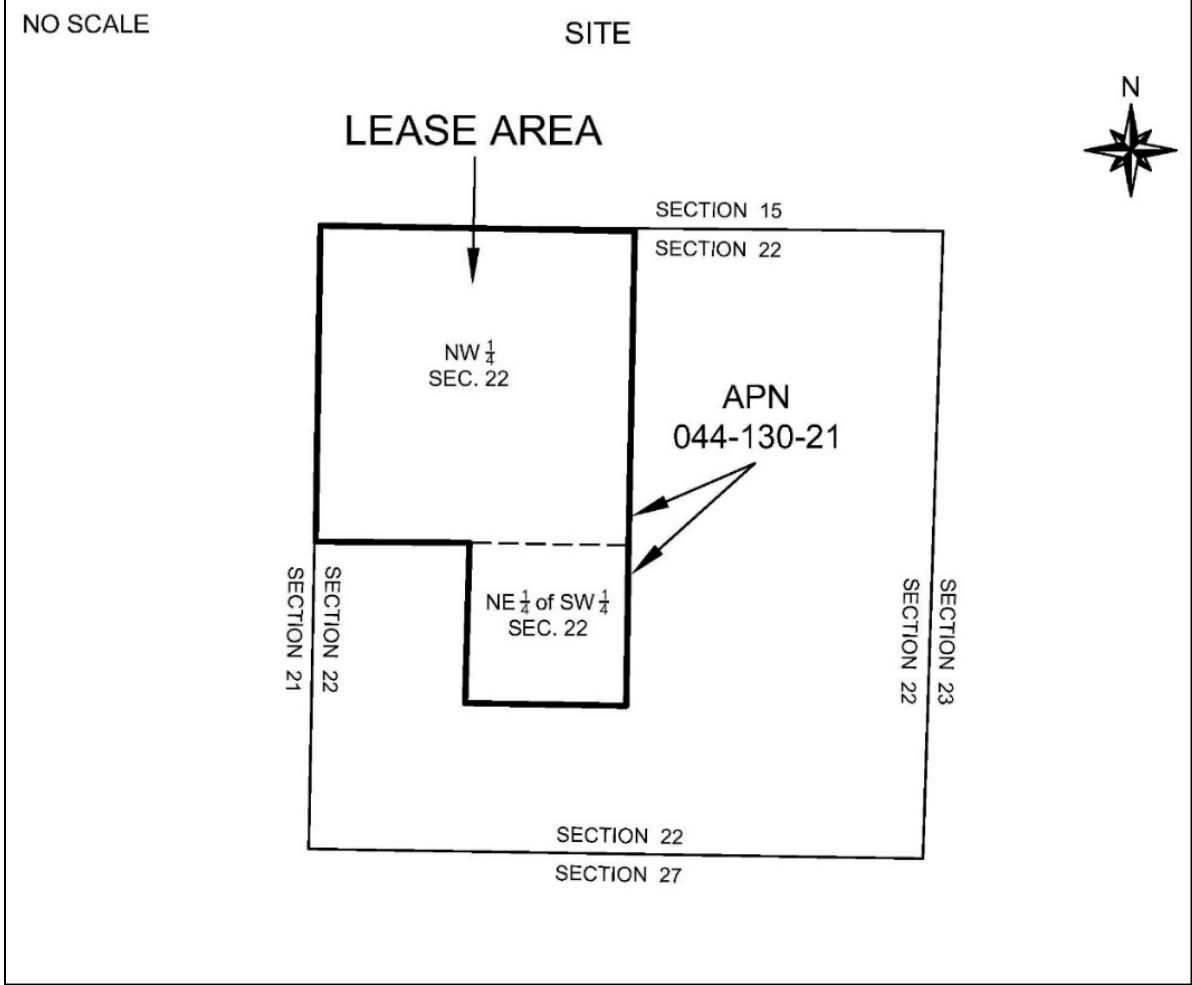 NO SCALE
SITE
N
LEASE AREA
SECTION 15
SECTION 22
NW 1/4
SEC. 22
APN
044-130-21
SECTION 21
SECTION 22
NE 1/4 of SW 1/4
SEC. 22
SECTION 22
SECTION 23
SECTION 22
SECTION 27